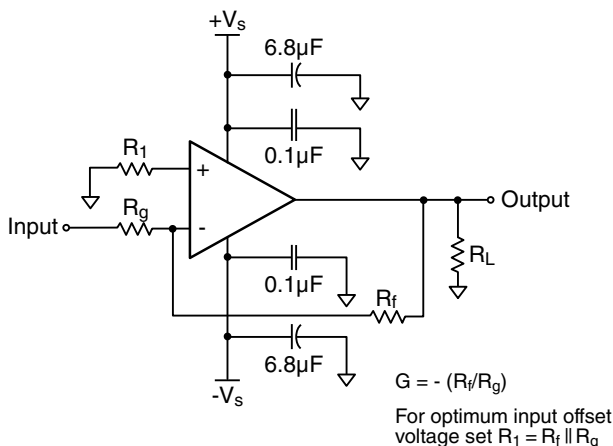 +Vs
6.8µF
R1
+
0.1µF
Input
Rg
-
Output
0.1µF
RL
Rf
6.8µF
-Vs
G = - (Rf/Rg)
For optimum input offset
voltage set R1 = Rf || Rg